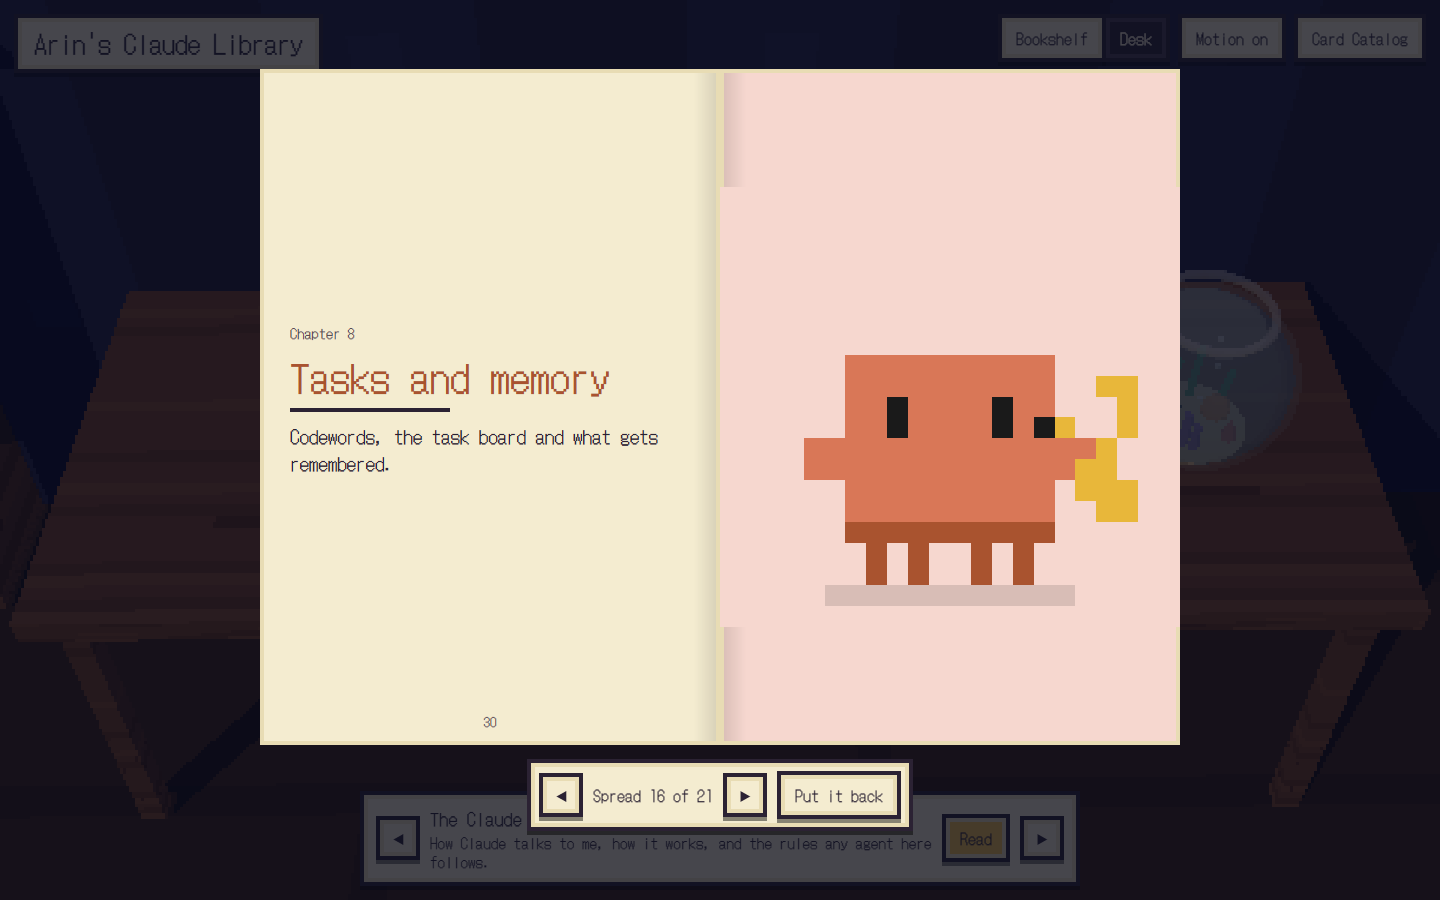 Arin's Claude Library
Bookshelf
Desk
Motion on
Card Catalog
Chapter 8
Tasks and memory
Codewords, the task board and what gets
remembered.
30
Spread 16 of 21
Put it back
The Claude
How Claude talks to me, how it works, and the rules any agent here
follows.
Read